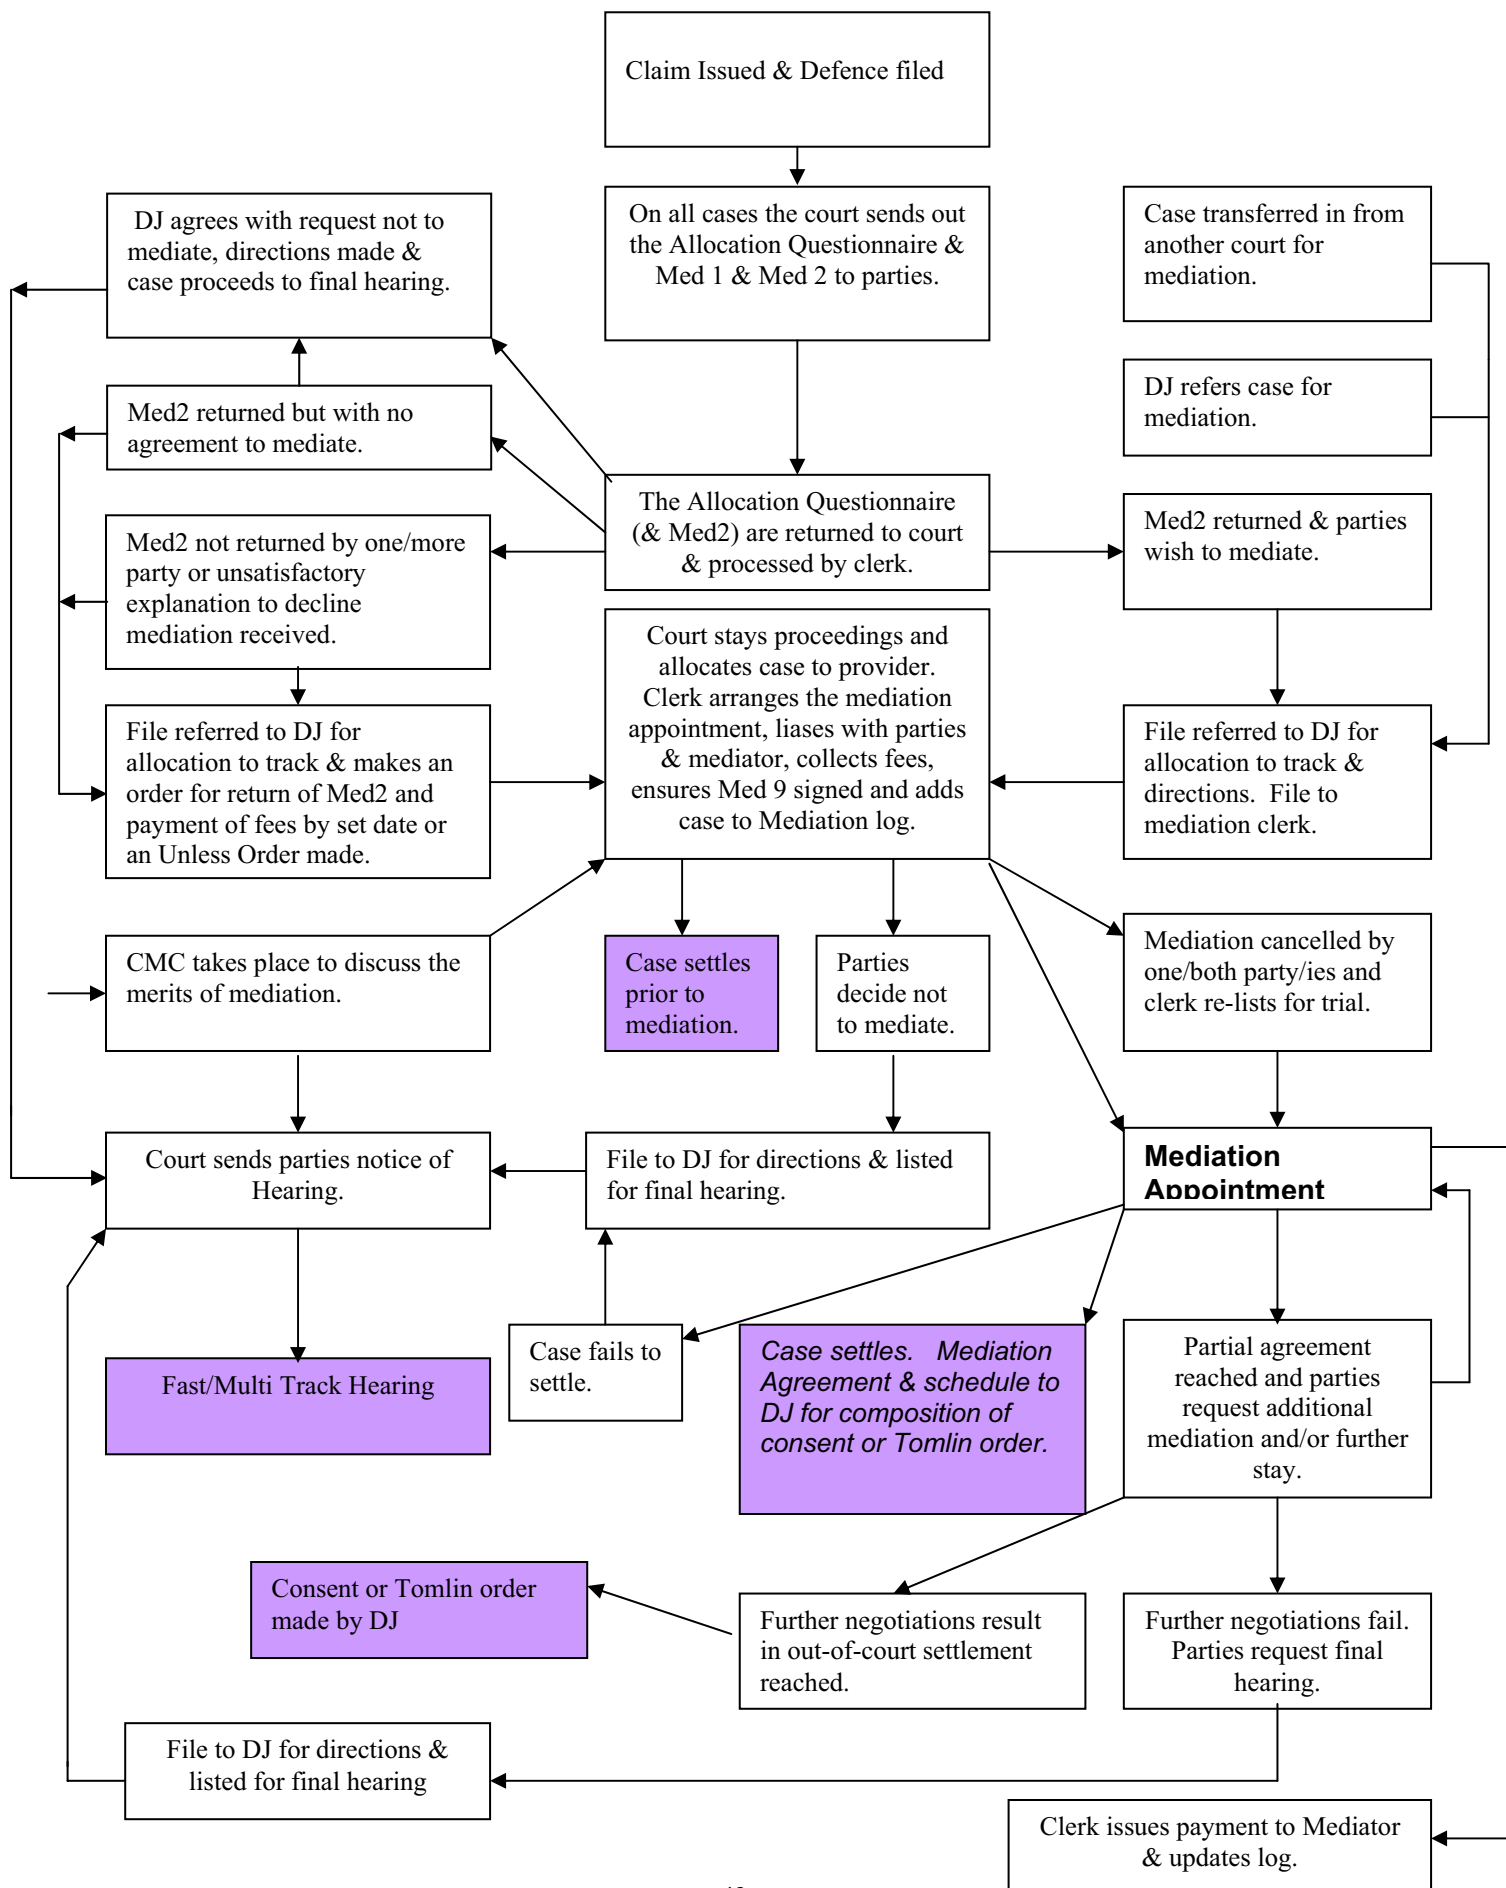 Claim Issued & Defence filed
DJ agrees with request not to
mediate, directions made &
case proceeds to final hearing.
On all cases the court sends out
the Allocation Questionnaire &
Med 1 & Med 2 to parties.
Case transferred in from
another court for
mediation.
DJ refers case for
mediation.
Med2 returned but with no
agreement to mediate.
The Allocation Questionnaire
(& Med2) are returned to court
& processed by clerk.
Med2 returned & parties
wish to mediate.
Med2 not returned by one/more
party or unsatisfactory
explanation to decline
mediation received.
Court stays proceedings and
allocates case to provider.
Clerk arranges the mediation
appointment, liases with parties
& mediator, collects fees,
ensures Med 9 signed and adds
case to Mediation log.
File referred to DJ for
allocation to track & makes an
order for return of Med2 and
payment of fees by set date or
an Unless Order made.
File referred to DJ for
allocation to track &
directions.  File to
mediation clerk.
CMC takes place to discuss the
merits of mediation.
Case settles
prior to
mediation.
Parties
decide not
to mediate.
Mediation cancelled by
one/both party/ies and
clerk re-lists for trial.
Court sends parties notice of
Hearing.
File to DJ for directions & listed
for final hearing.
Mediation
Appointment
Fast/Multi Track Hearing
Case fails to
settle.
Case settles.   Mediation
Agreement & schedule to
DJ for composition of
consent or Tomlin order.
Partial agreement
reached and parties
request additional
mediation and/or further
stay.
Consent or Tomlin order
made by DJ
Further negotiations result
in out-of-court settlement
reached.
Further negotiations fail.
Parties request final
hearing.
File to DJ for directions &
listed for final hearing
Clerk issues payment to Mediator
& updates log.